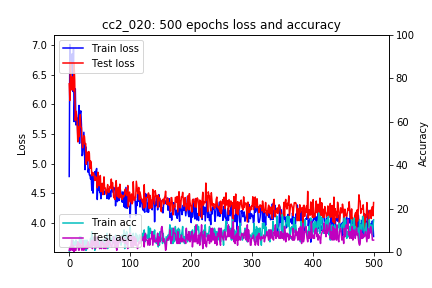 cc2_020: 500 epochs loss and accuracy
Train loss
Test loss
Train acc
Test acc
Loss
7.0
6.5
6.0
5.5
5.0
4.5
4.0
Accuracy
100
80
60
40
20
0
0
100
200
300
400
500